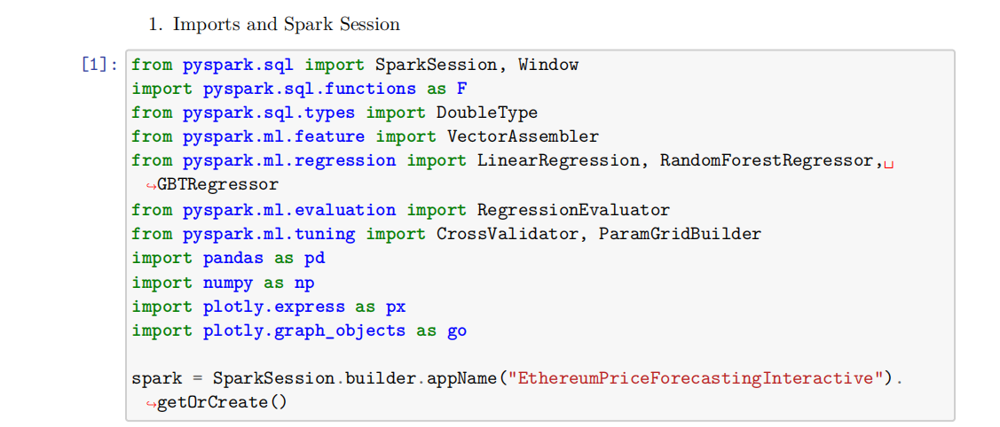 1. Imports and Spark Session
[1]: from pyspark.sql import SparkSession, Window
import pyspark.sql.functions as F
from pyspark.sql.types import DoubleType
from pyspark.ml.feature import VectorAssembler
from pyspark.ml.regression import LinearRegression, RandomForestRegressor,␣
↪GBTRegressor
from pyspark.ml.evaluation import RegressionEvaluator
from pyspark.ml.tuning import CrossValidator, ParamGridBuilder
import pandas as pd
import numpy as np
import plotly.express as px
import plotly.graph_objects as go
spark = SparkSession.builder.appName("EthereumPriceForecastingInteractive").
↪getOrCreate()